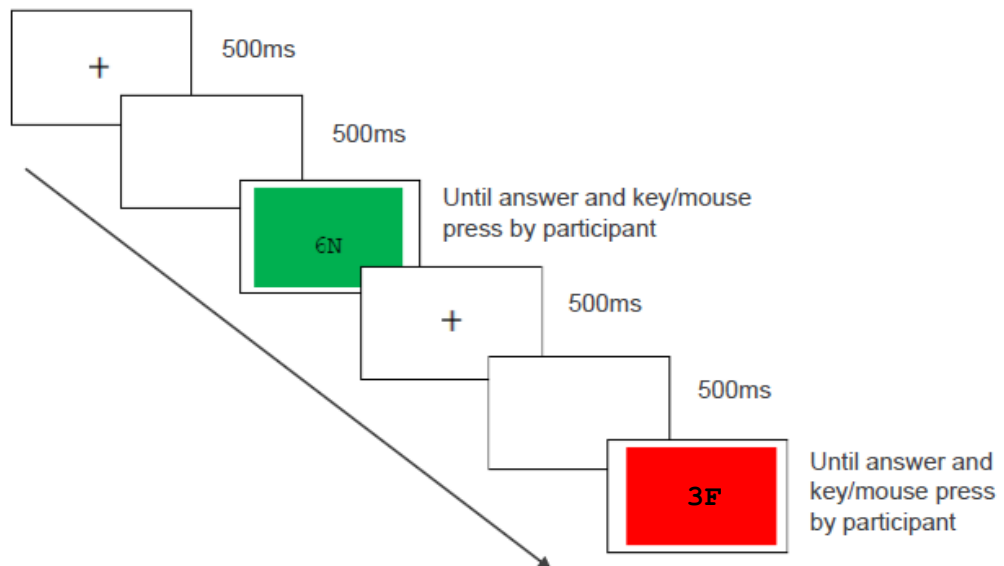 +
500ms
500ms
Until answer and key/mouse
press by participant
6N
+
500ms
500ms
Until answer and
key/mouse press
by participant
3F